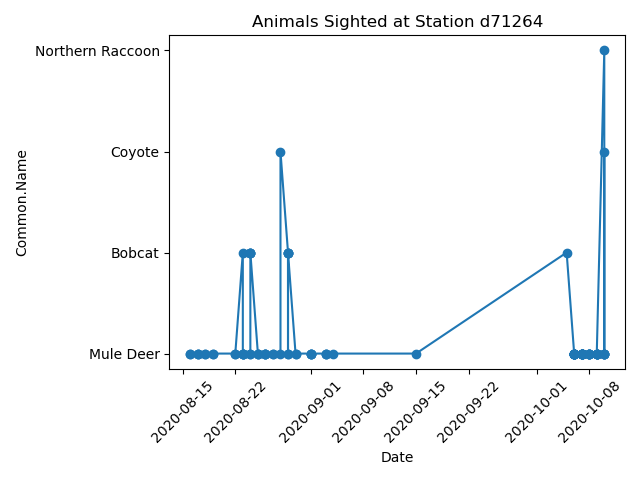 Animals Sighted at Station d71264
Northern Raccoon
Coyote
Bobcat
Mule Deer
Common.Name
2020-08-15
2020-08-22
2020-09-01
2020-09-08
2020-09-15
2020-09-22
2020-10-01
2020-10-08
Date